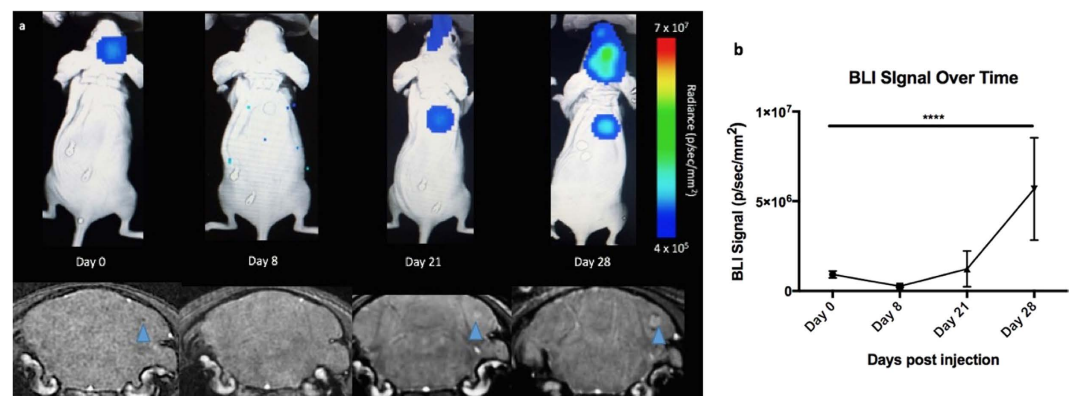 a
7 x 10⁷
Radiance (p/sec/mm²)
4 x 10⁵
Day 0
Day 8
Day 21
Day 28
b
BLI SIgnal Over Time
1×10⁷
****
5×10⁶
0
BLI Signal (p/sec/mm²)
Day 0
Day 8
Day 21
Day 28
Days post injection